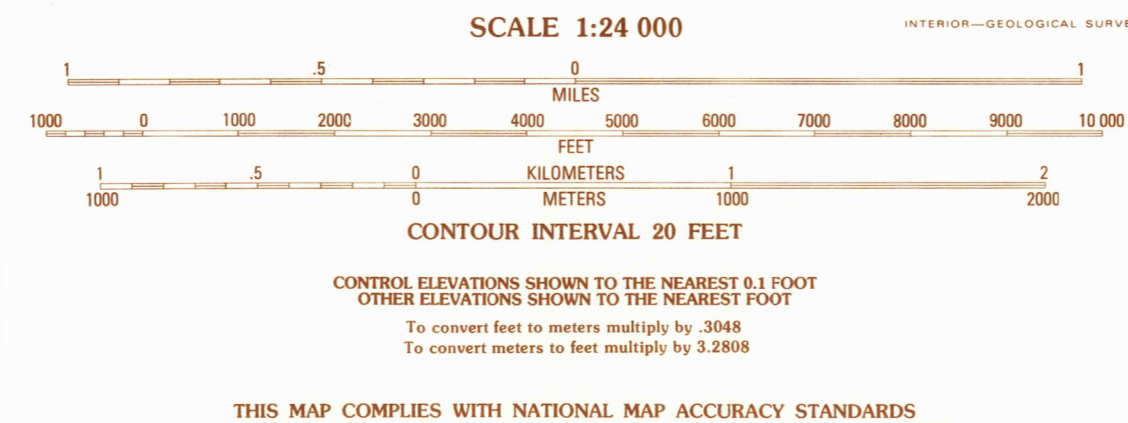 SCALE 1:24 000
INTERIOR—GEOLOGICAL SURVE
1 .5 0 1
MILES
1000 0 1000 2000 3000 4000 5000 6000 7000 8000 9000 10 000
FEET
1 .5 0 KILOMETERS 1 2
1000 0 METERS 1000 2000
CONTOUR INTERVAL 20 FEET
CONTROL ELEVATIONS SHOWN TO THE NEAREST 0.1 FOOT
OTHER ELEVATIONS SHOWN TO THE NEAREST FOOT
To convert feet to meters multiply by .3048
To convert meters to feet multiply by 3.2808
THIS MAP COMPLIES WITH NATIONAL MAP ACCURACY STANDARDS